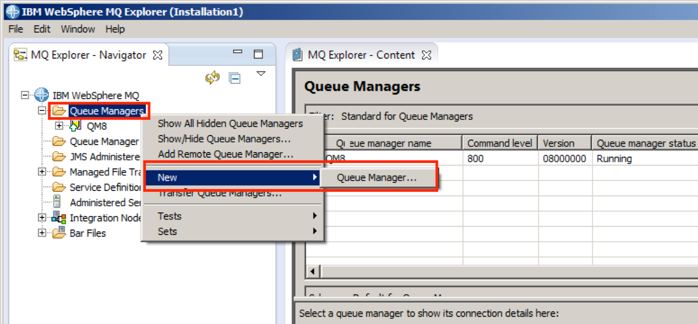 IBM WebSphere MQ Explorer (Installation1)
File Edit Window Help
MQ Explorer - Navigator
IBM WebSphere MQ
Queue Managers
QM8
Queue Manager
JMS Administere
Managed File Tra
Service Definition
Administered Ser
Integration Node
Bar Files
Show All Hidden Queue Managers
Show/Hide Queue Managers...
Add Remote Queue Manager...
New
Queue Manager...
Transfer Queue Managers...
Tests
Sets
MQ Explorer - Content
Queue Managers
Filter: Standard for Queue Managers
Queue manager name Command level Version Queue manager status
QM8 800 08000000 Running
Select a queue manager to show its connection details here: